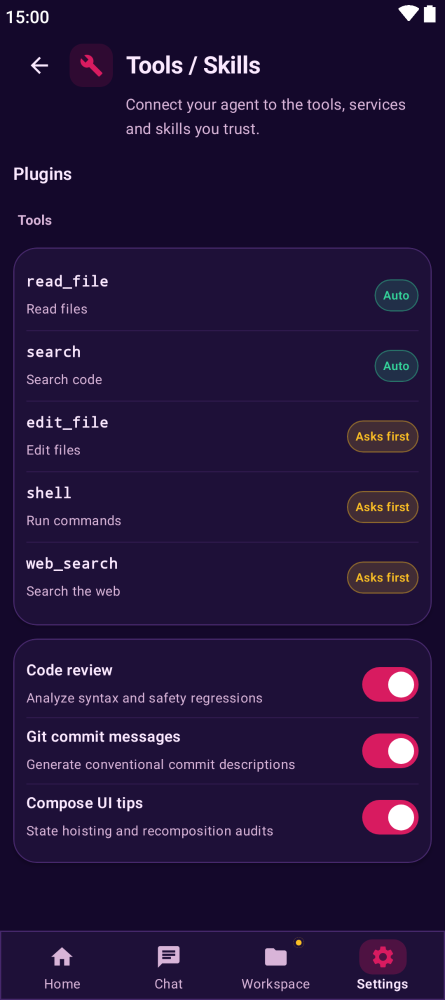 15:00
Tools / Skills
Connect your agent to the tools, services
and skills you trust.
Plugins
Tools
read_file
Auto
Read files
search
Auto
Search code
edit_file
Asks first
Edit files
shell
Asks first
Run commands
web_search
Asks first
Search the web
Code review
Analyze syntax and safety regressions
Git commit messages
Generate conventional commit descriptions
Compose UI tips
State hoisting and recomposition audits
Home
Chat
Workspace
Settings